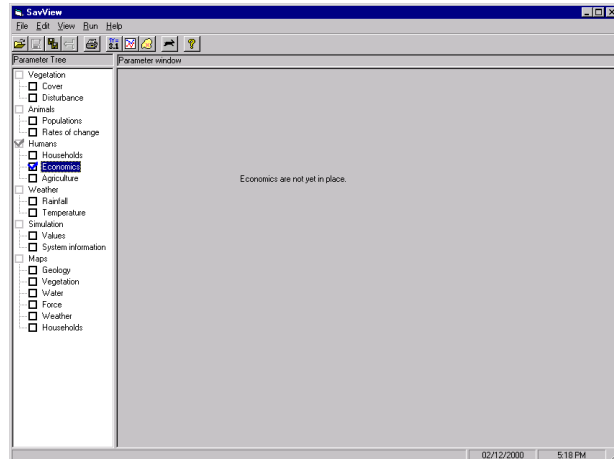 SavView
File Edit View Run Help
Parameter Tree
Parameter window
Vegetation
Cover
Disturbance
Animals
Populations
Rates of change
Humans
Households
Economics
Agriculture
Weather
Rainfall
Temperature
Simulation
Values
System information
Maps
Geology
Vegetation
Water
Force
Weather
Households
Economics are not yet in place.
02/12/2000 5:18 PM